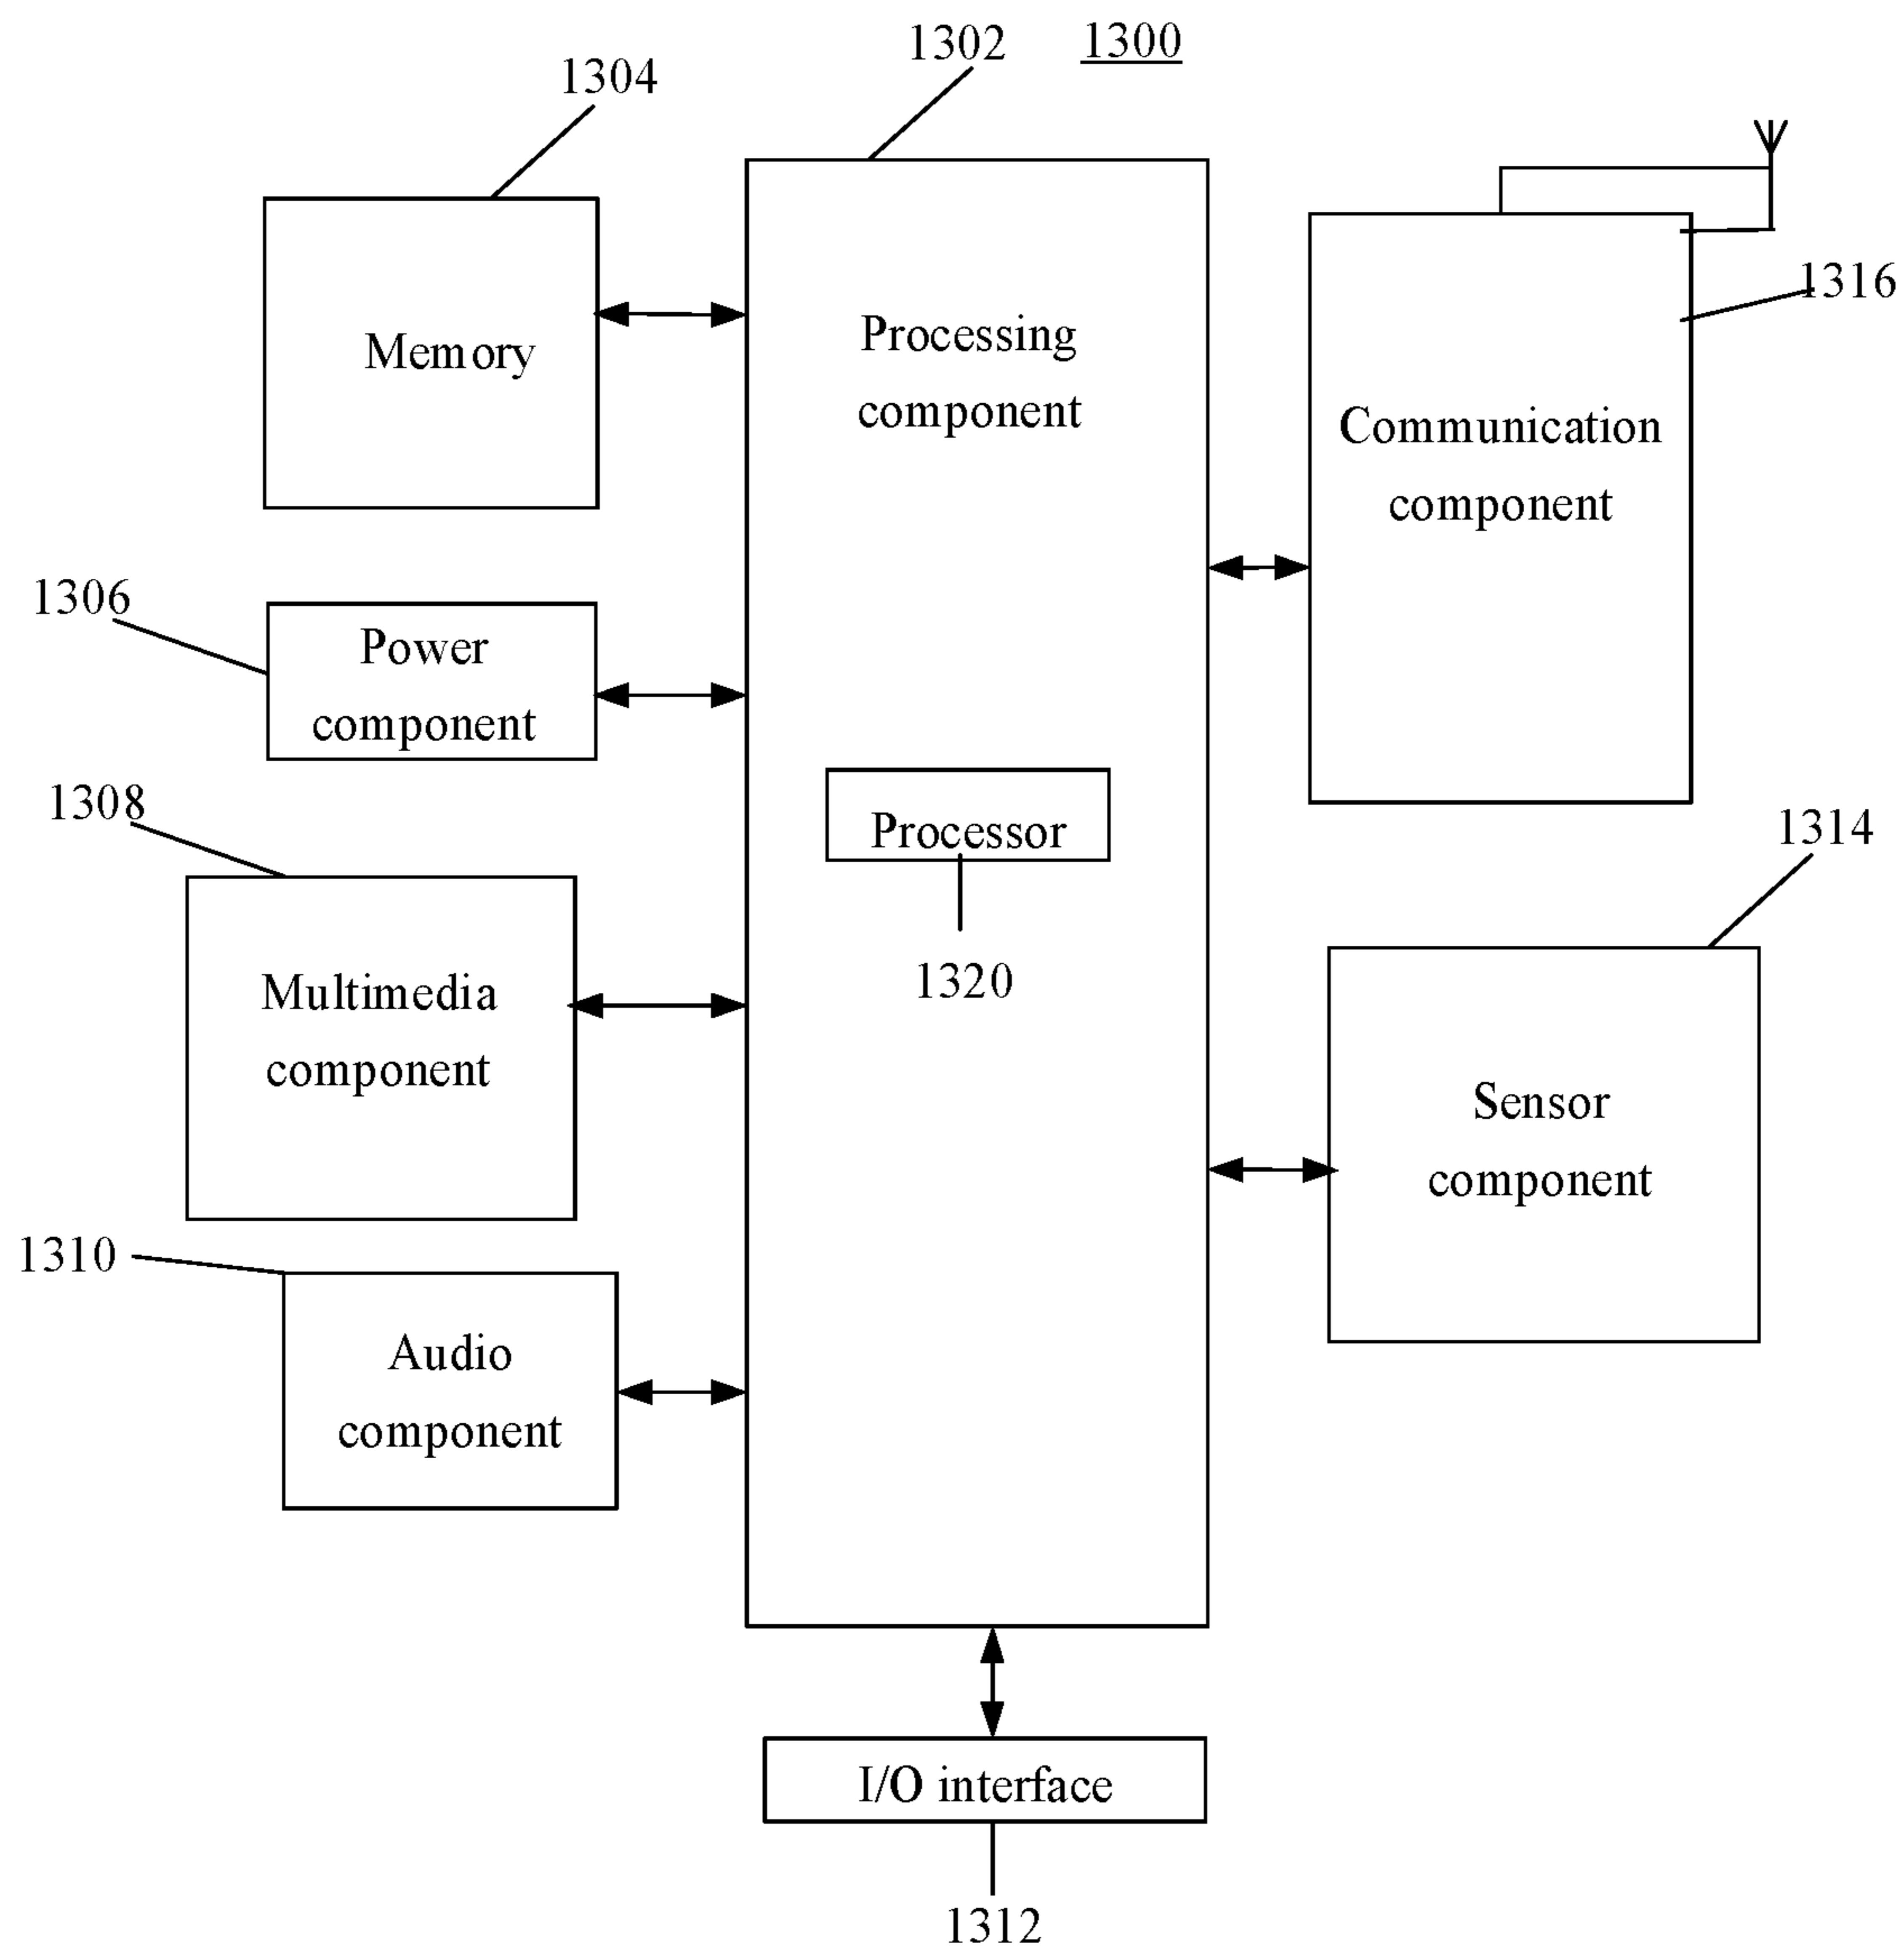 1302
1300
1304
Memory
Processing
component
1316
Communication
component
1306
Power
component
1308
Processor
1314
1320
Multimedia
component
Sensor
component
1310
Audio
component
I/O interface
1312